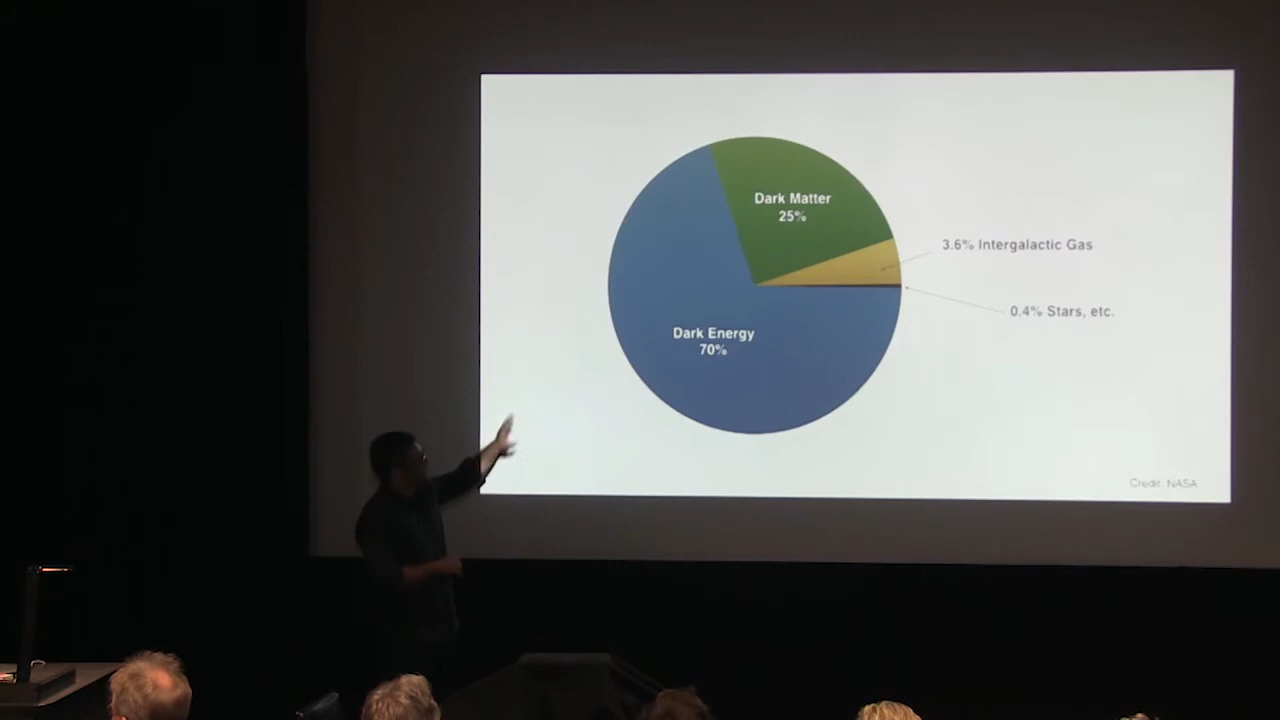 Dark Matter
25%
3.6% Intergalactic Gas
0.4% Stars, etc.
Dark Energy
70%
Credit: NASA